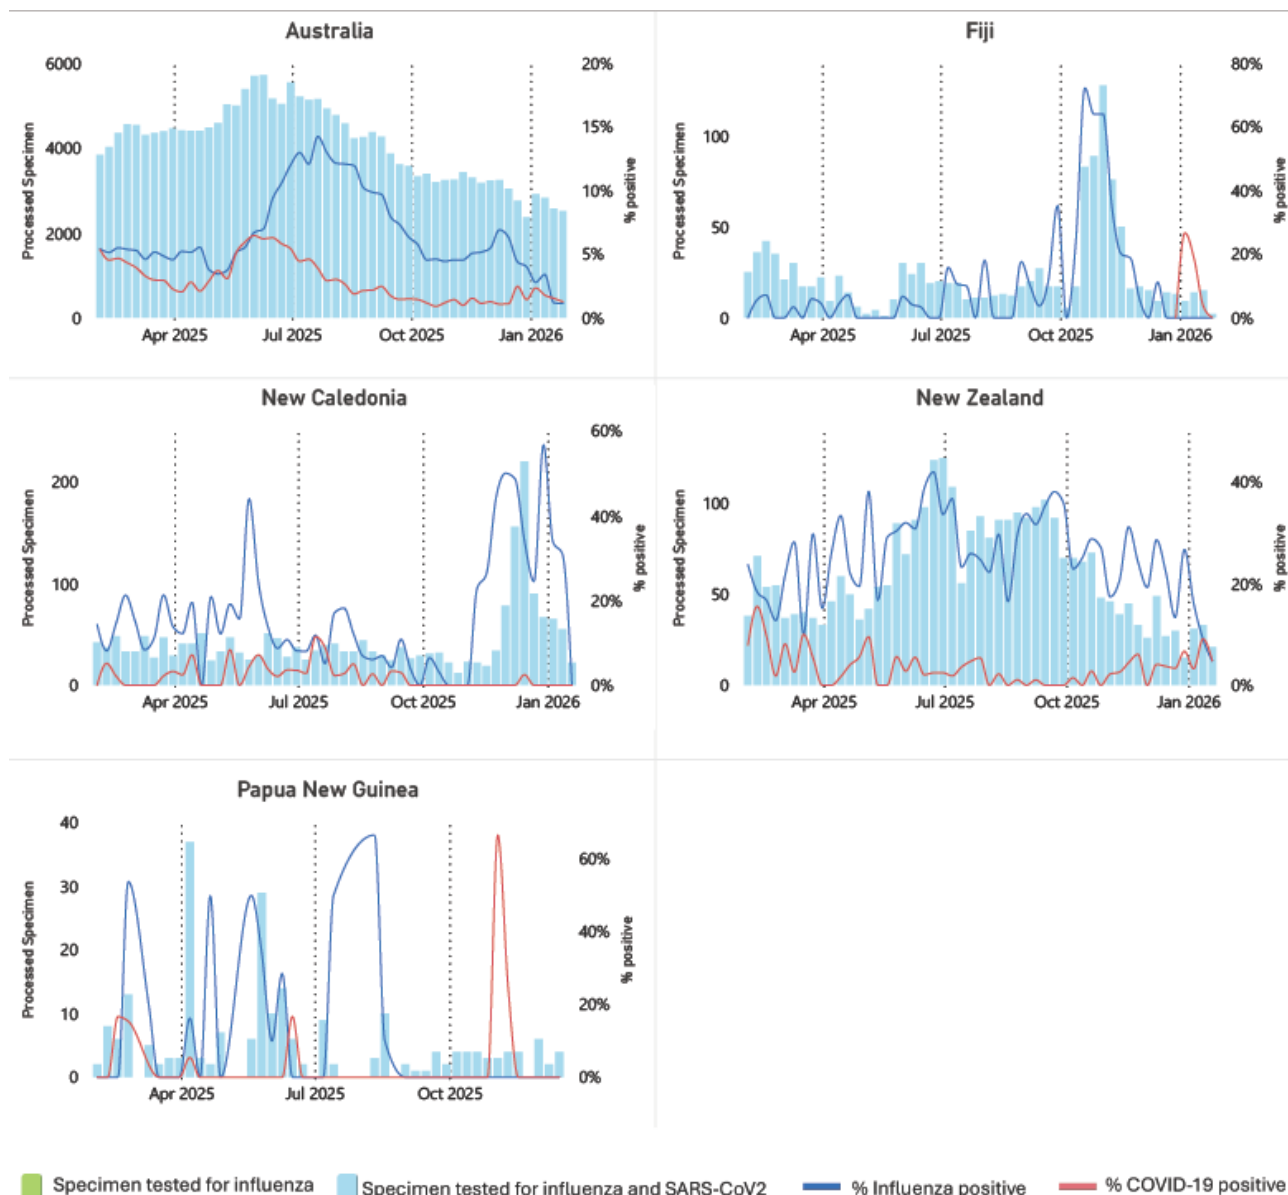 Australia
6000
4000
2000
0
Processed Specimen
20%
15%
10%
5%
0%
% positive
Apr 2025
Jul 2025
Oct 2025
Jan 2026
Fiji
100
50
0
Processed Specimen
80%
60%
40%
20%
0%
% positive
Apr 2025
Jul 2025
Oct 2025
Jan 2026
New Caledonia
200
100
0
Processed Specimen
60%
40%
20%
0%
% positive
Apr 2025
Jul 2025
Oct 2025
Jan 2026
New Zealand
100
50
0
Processed Specimen
40%
20%
0%
% positive
Apr 2025
Jul 2025
Oct 2025
Jan 2026
Papua New Guinea
40
30
20
10
0
Processed Specimen
60%
40%
20%
0%
% positive
Apr 2025
Jul 2025
Oct 2025
Specimen tested for influenza
Specimen tested for influenza and SARS-CoV2
% Influenza positive
% COVID-19 positive